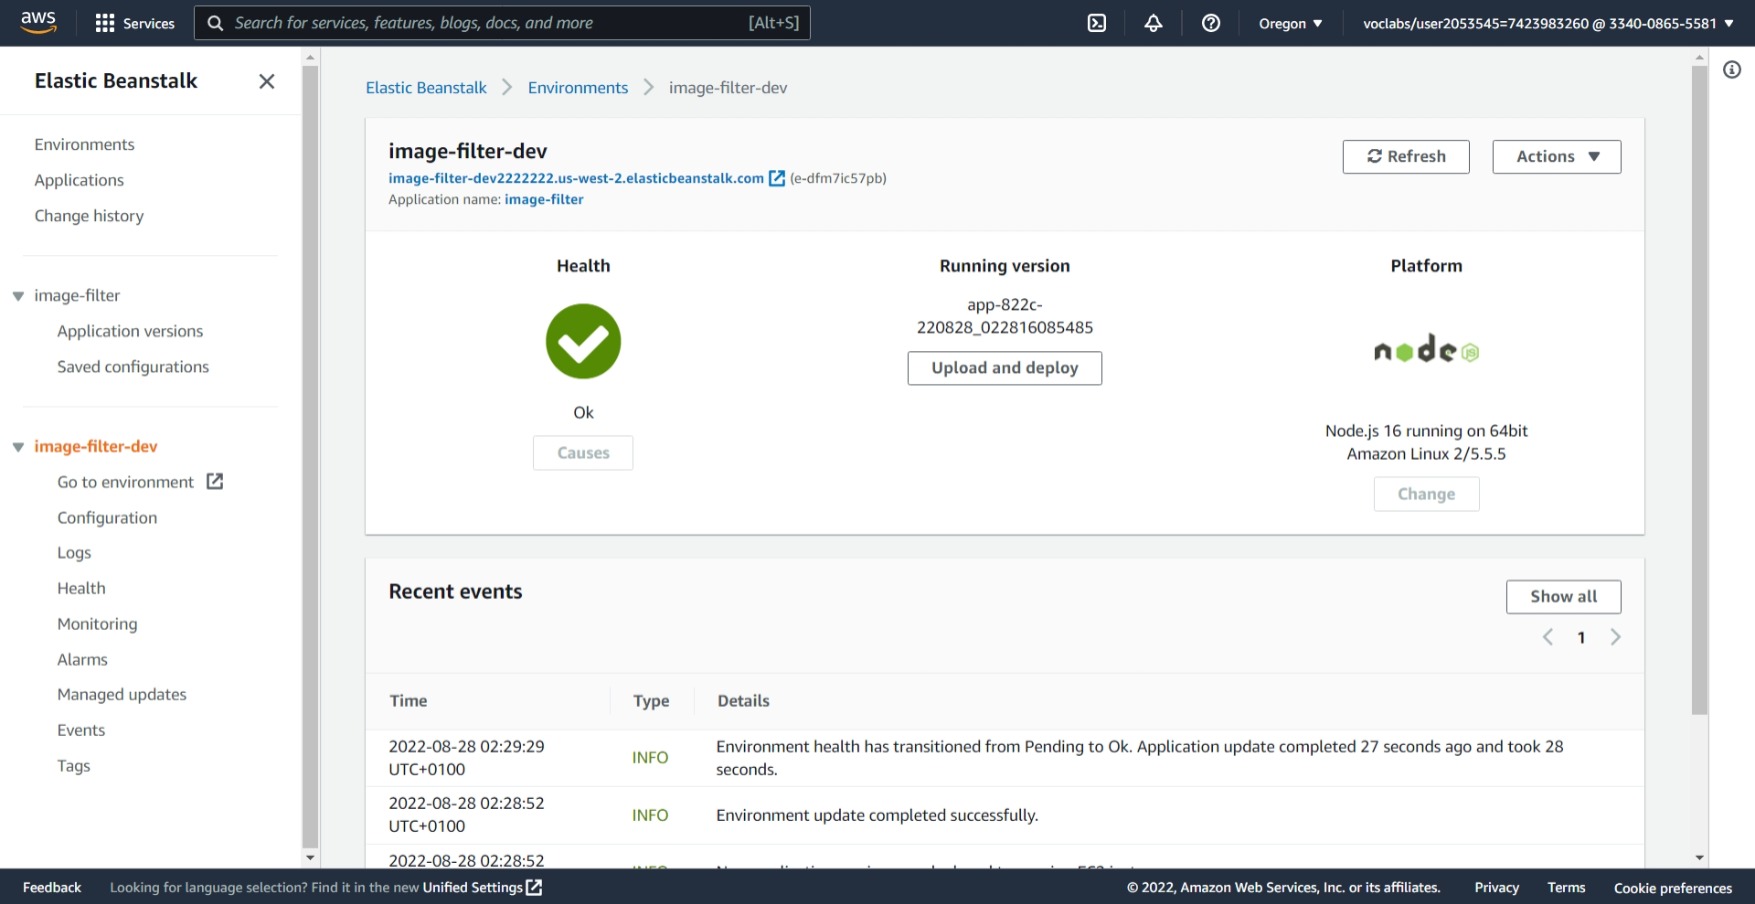 aws
Services
Search for services, features, blogs, docs, and more
[Alt+S]
Oregon
voclabs/user2053545=7423983260 @ 3340-0865-5581
Elastic Beanstalk
Environments
Applications
Change history
image-filter
Application versions
Saved configurations
image-filter-dev
Go to environment
Configuration
Logs
Health
Monitoring
Alarms
Managed updates
Events
Tags
Elastic Beanstalk
Environments
image-filter-dev
image-filter-dev
image-filter-dev2222222.us-west-2.elasticbeanstalk.com (e-dfm7ic57pb)
Application name: image-filter
Refresh
Actions
Health
Ok
Causes
Running version
app-822c-
220828_022816085485
Upload and deploy
Platform
node JS
Node.js 16 running on 64bit
Amazon Linux 2/5.5.5
Change
Recent events
Show all
1
Time
Type
Details
2022-08-28 02:29:29
UTC+0100
INFO
Environment health has transitioned from Pending to Ok. Application update completed 27 seconds ago and took 28
seconds.
2022-08-28 02:28:52
UTC+0100
INFO
Environment update completed successfully.
2022-08-28 02:28:52
Feedback
Looking for language selection? Find it in the new Unified Settings
© 2022, Amazon Web Services, Inc. or its affiliates.
Privacy
Terms
Cookie preferences